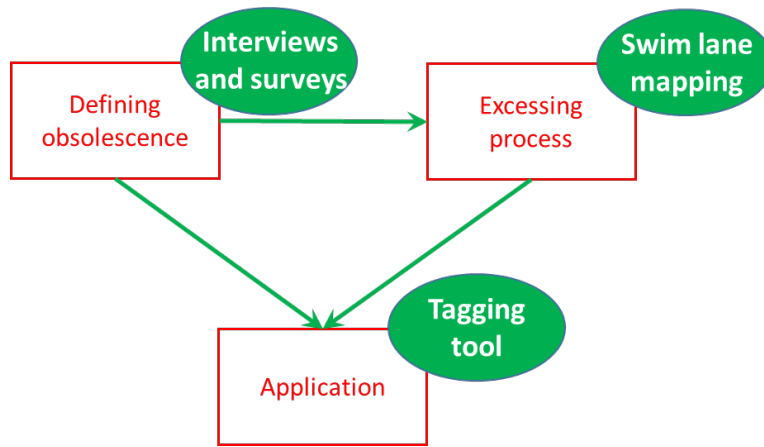 Interviews
and surveys
Defining
obsolescence
Swim lane
mapping
Excessing
process
Tagging
tool
Application